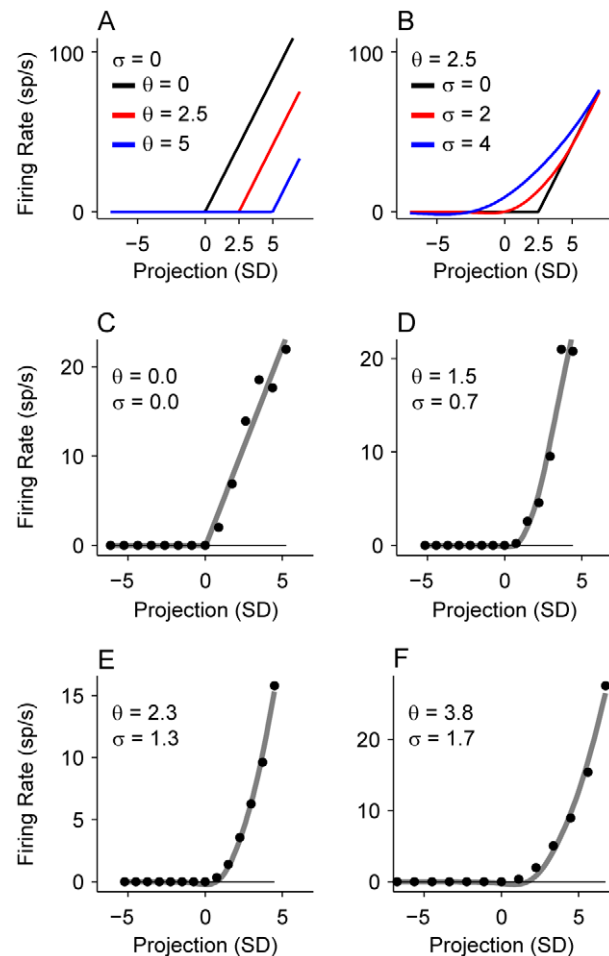 A
Firing Rate (sp/s)
100
0
σ = 0
θ = 0
θ = 2.5
θ = 5
−5 0 2.5 5
Projection (SD)
B
100
0
θ = 2.5
σ = 0
σ = 2
σ = 4
−5 0 2.5 5
Projection (SD)
C
Firing Rate (sp/s)
20
10
0
θ = 0.0
σ = 0.0
−5 0 5
Projection (SD)
D
20
10
0
θ = 1.5
σ = 0.7
−5 0 5
Projection (SD)
E
Firing Rate (sp/s)
15
10
5
0
θ = 2.3
σ = 1.3
−5 0 5
Projection (SD)
F
20
10
0
θ = 3.8
σ = 1.7
−5 0 5
Projection (SD)